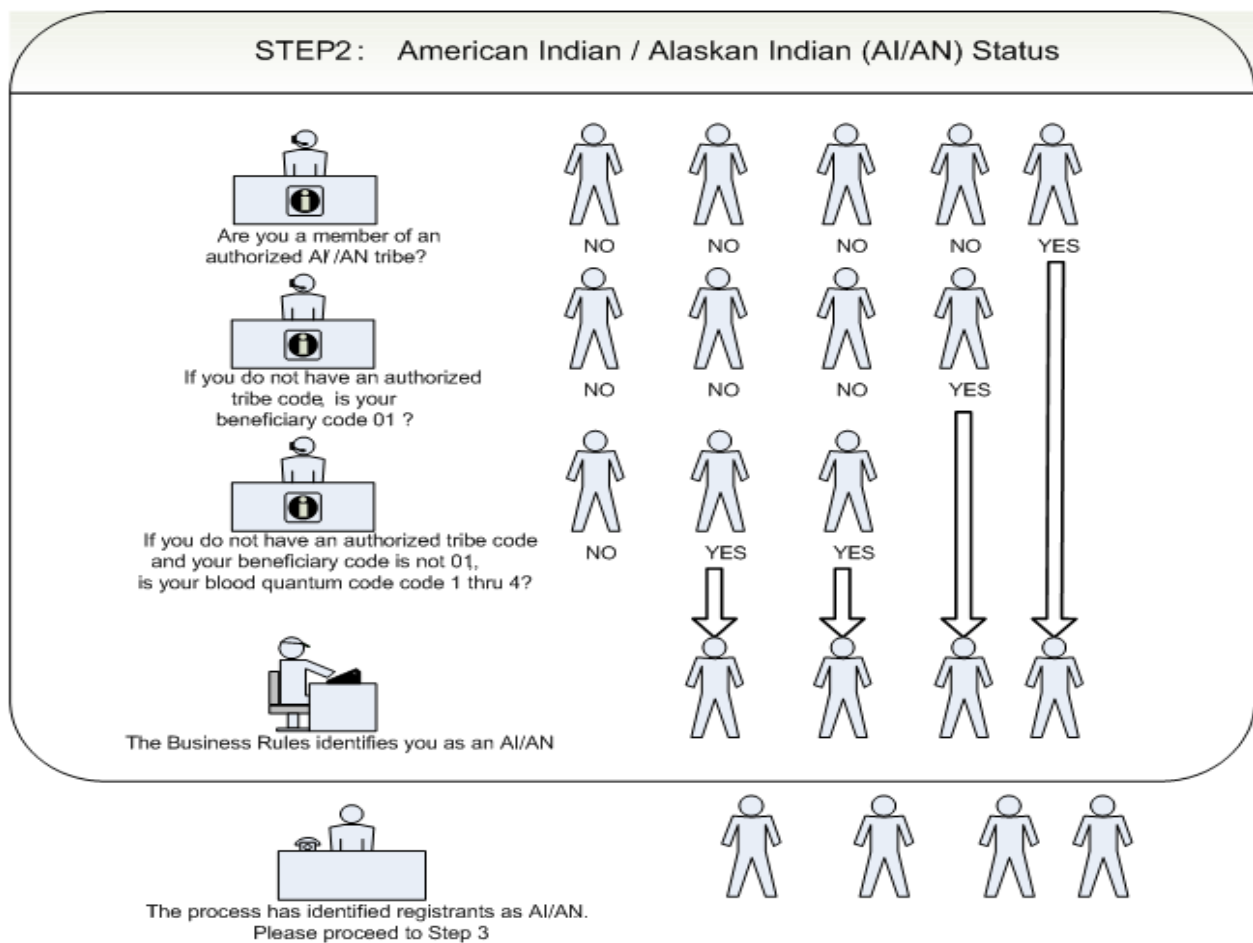 STEP2: American Indian / Alaskan Indian (AI/AN) Status
Are you a member of an
authorized AI /AN tribe?
NO NO NO NO YES
If you do not have an authorized
tribe code, is your
beneficiary code 01 ?
NO NO NO YES
If you do not have an authorized tribe code
and your beneficiary code is not 01,
is your blood quantum code code 1 thru 4?
NO YES YES
The Business Rules identifies you as an AI/AN
The process has identified registrants as AI/AN.
Please proceed to Step 3